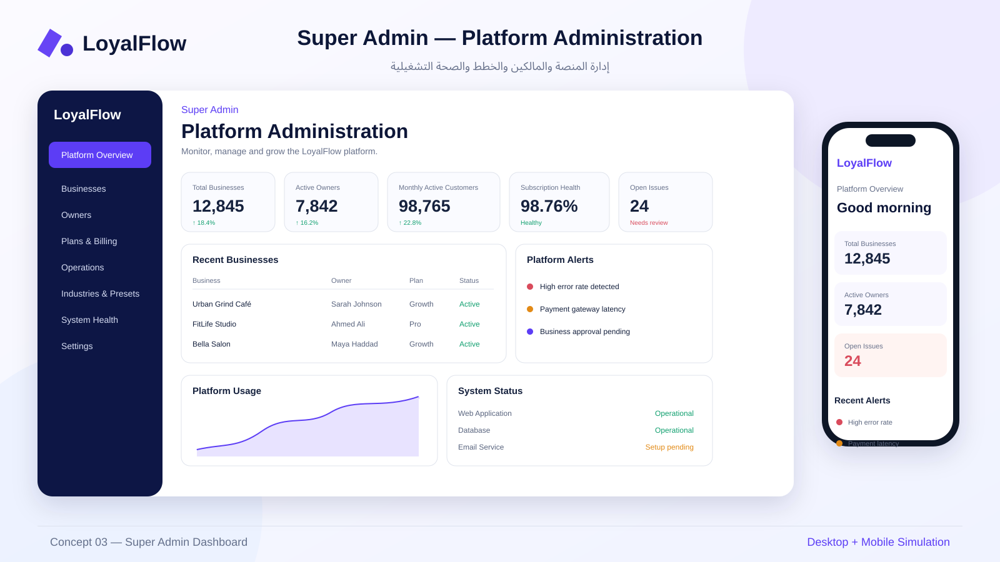 LoyalFlow
Super Admin — Platform Administration
إدارة المنصة والمالكين والخطط والصحة التشغيلية
LoyalFlow
Platform Overview
Businesses
Owners
Plans & Billing
Operations
Industries & Presets
System Health
Settings
Super Admin
Platform Administration
Monitor, manage and grow the LoyalFlow platform.
Total Businesses
12,845
↑ 18.4%
Active Owners
7,842
↑ 16.2%
Monthly Active Customers
98,765
↑ 22.8%
Subscription Health
98.76%
Healthy
Open Issues
24
Needs review
Recent Businesses
Business Owner Plan Status
Urban Grind Café Sarah Johnson Growth Active
FitLife Studio Ahmed Ali Pro Active
Bella Salon Maya Haddad Growth Active
Platform Alerts
High error rate detected
Payment gateway latency
Business approval pending
Platform Usage
System Status
Web Application Operational
Database Operational
Email Service Setup pending
LoyalFlow
Platform Overview
Good morning
Total Businesses
12,845
Active Owners
7,842
Open Issues
24
Recent Alerts
High error rate
Payment latency
Concept 03 — Super Admin Dashboard
Desktop + Mobile Simulation